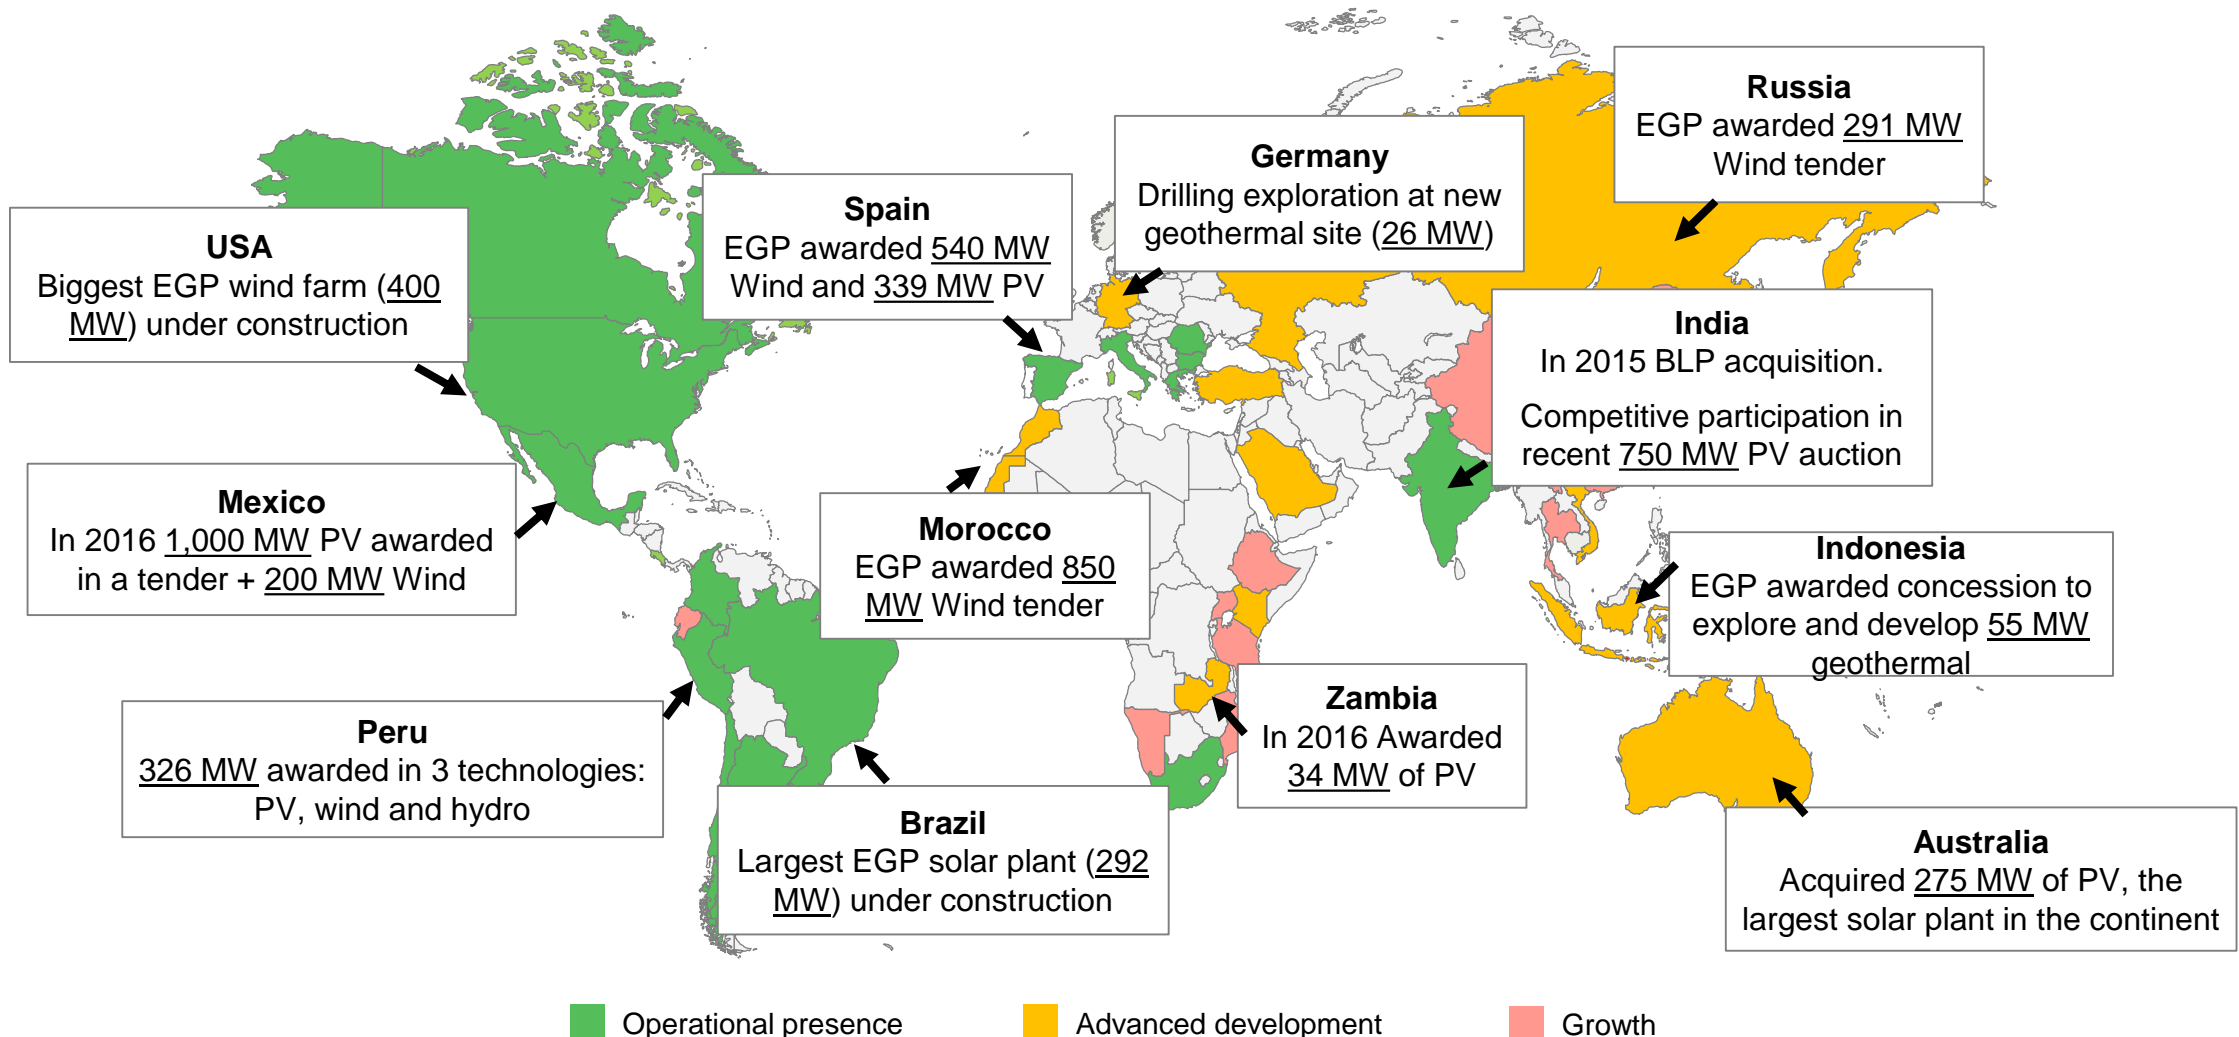 Russia
EGP awarded 291 MW
Wind tender
Germany
Drilling exploration at new
geothermal site (26 MW)
Spain
EGP awarded 540 MW
Wind and 339 MW PV
USA
Biggest EGP wind farm (400
MW) under construction
India
In 2015 BLP acquisition.
Competitive participation in
recent 750 MW PV auction
Mexico
In 2016 1,000 MW PV awarded
in a tender + 200 MW Wind
Morocco
EGP awarded 850
MW Wind tender
Indonesia
EGP awarded concession to
explore and develop 55 MW
geothermal
Zambia
In 2016 Awarded
34 MW of PV
Peru
326 MW awarded in 3 technologies:
PV, wind and hydro
Brazil
Largest EGP solar plant (292
MW) under construction
Australia
Acquired 275 MW of PV, the
largest solar plant in the continent
Operational presence
Advanced development
Growth